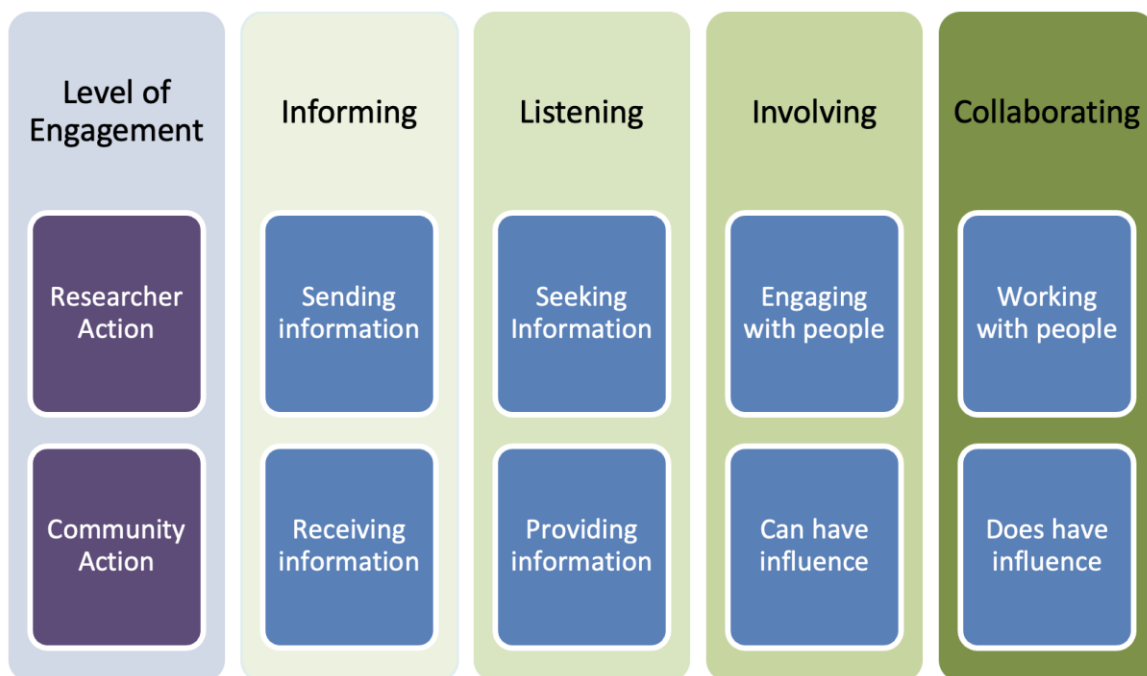 Level of
Engagement
Informing
Listening
Involving
Collaborating
Researcher
Action
Sending
information
Seeking
Information
Engaging
with people
Working
with people
Community
Action
Receiving
information
Providing
information
Can have
influence
Does have
influence